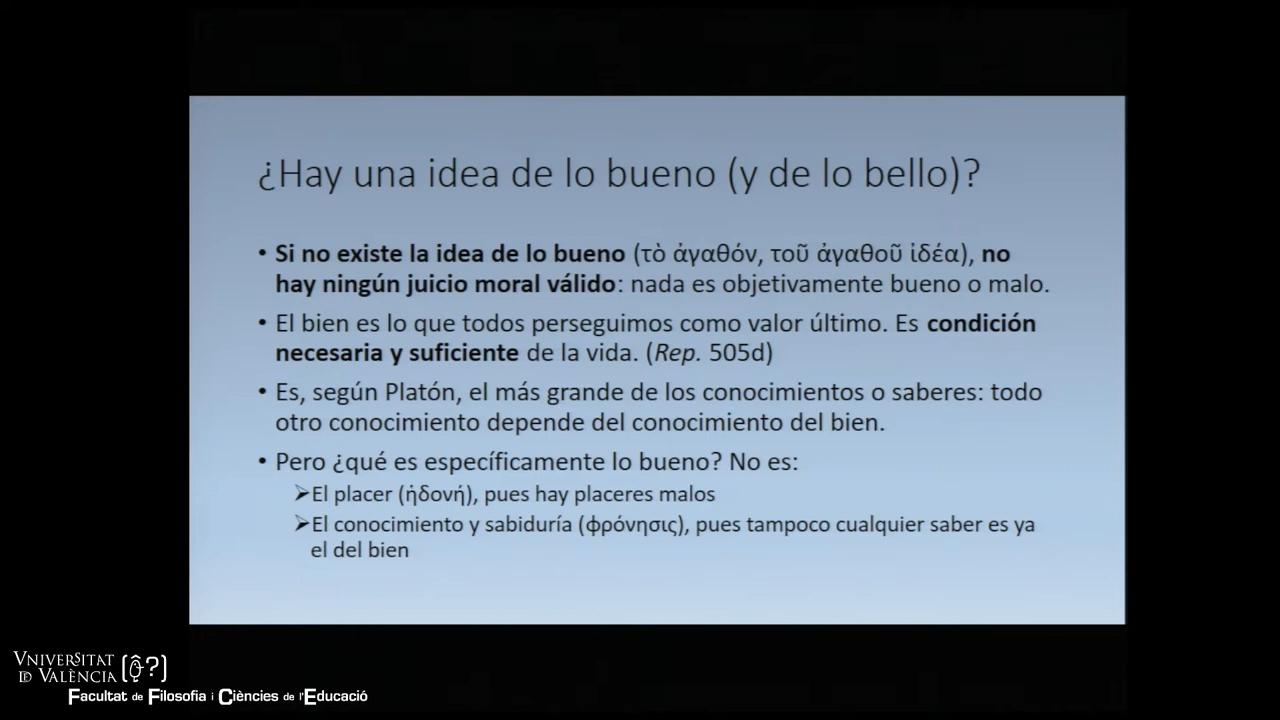 ¿Hay una idea de lo bueno (y de lo bello)?
• Si no existe la idea de lo bueno (τὸ ἀγαθόν, τοῦ ἀγαθοῦ ἰδέα), no
hay ningún juicio moral válido: nada es objetivamente bueno o malo.
• El bien es lo que todos perseguimos como valor último. Es condición
necesaria y suficiente de la vida. (Rep. 505d)
• Es, según Platón, el más grande de los conocimientos o saberes: todo
otro conocimiento depende del conocimiento del bien.
• Pero ¿qué es específicamente lo bueno? No es:
➢El placer (ἡδονή), pues hay placeres malos
➢El conocimiento y sabiduría (φρόνησις), pues tampoco cualquier saber es ya
el del bien
VNIVERSITAT
DE VALÈNCIA
Facultat de Filosofia i Ciències de l'Educació